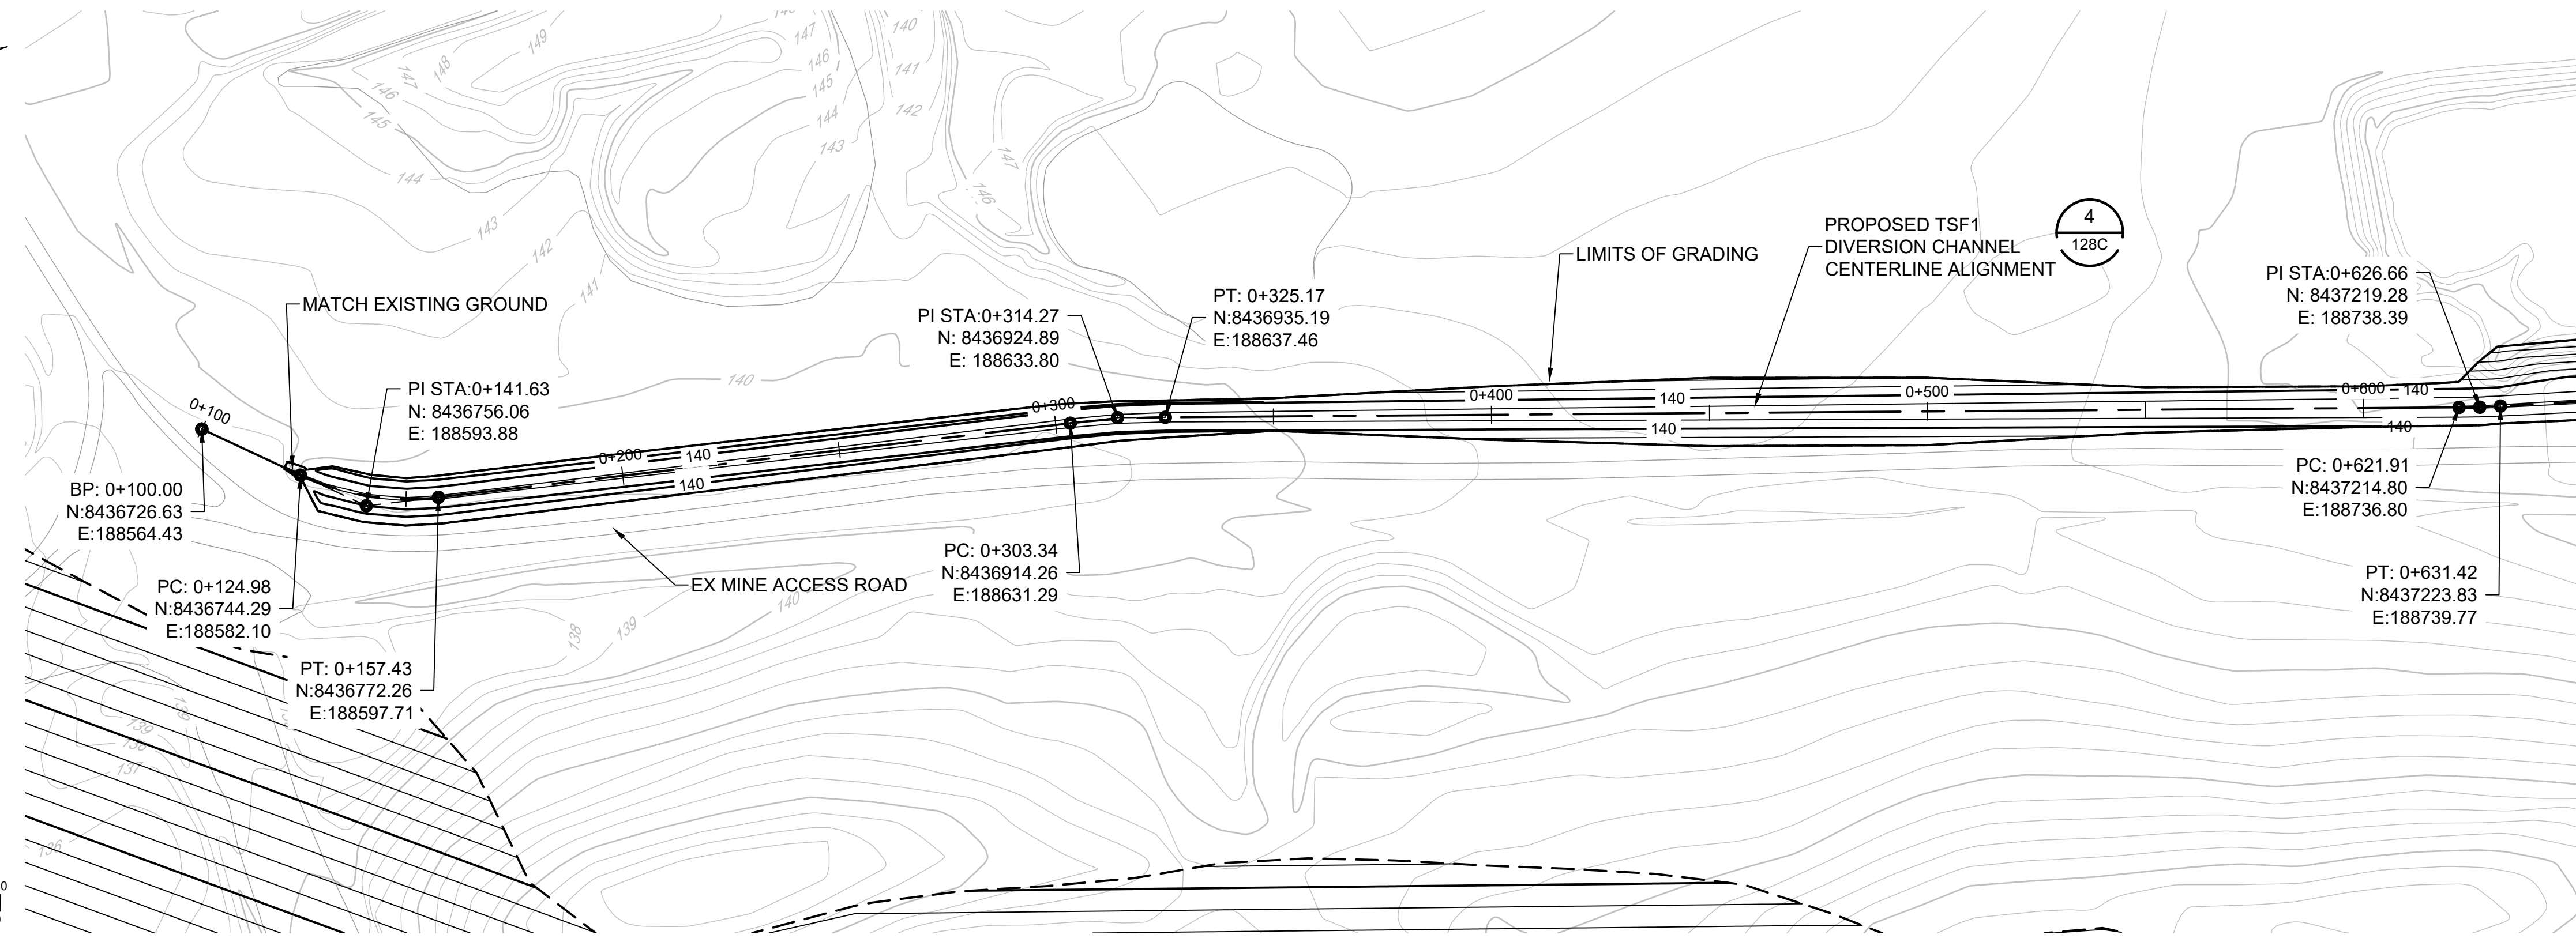 149
148
147
146
145
144
143
142
141
147
146
145
144
143
140
141
142
147
146
140
MATCH EXISTING GROUND
0+100
BP: 0+100.00
N:8436726.63
E:188564.43
PI STA:0+141.63
N: 8436756.06
E: 188593.88
PC: 0+124.98
N:8436744.29
E:188582.10
PT: 0+157.43
N:8436772.26
E:188597.71
0+200
140
140
EX MINE ACCESS ROAD
PI STA:0+314.27
N: 8436924.89
E: 188633.80
0+300
PC: 0+303.34
N:8436914.26
E:188631.29
PT: 0+325.17
N:8436935.19
E:188637.46
LIMITS OF GRADING
0+400
140
140
PROPOSED TSF1
DIVERSION CHANNEL
CENTERLINE ALIGNMENT
4
128C
0+500
PI STA:0+626.66
N: 8437219.28
E: 188738.39
0+600
140
140
PC: 0+621.91
N:8437214.80
E:188736.80
PT: 0+631.42
N:8437223.83
E:188739.77
138
139
140
139
139
138
137
136
0